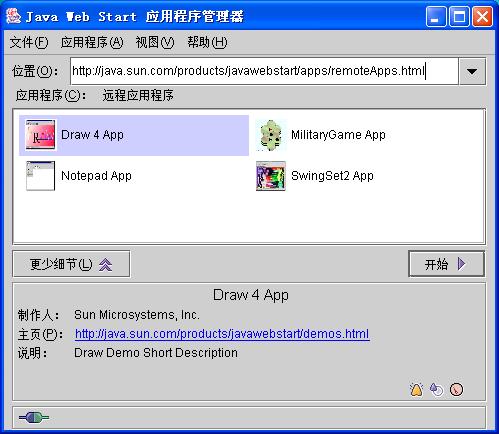 Java Web Start 应用程序管理器
文件(F) 应用程序(A) 视图(V) 帮助(H)
位置(O): http://java.sun.com/products/javawebstart/apps/remoteApps.html
应用程序(C): 远程应用程序
Draw 4 App MilitaryGame App
Notepad App SwingSet2 App
更少细节(L) 开始
Draw 4 App
制作人: Sun Microsystems, Inc.
主页(P): http://java.sun.com/products/javawebstart/demos.html
说明: Draw Demo Short Description